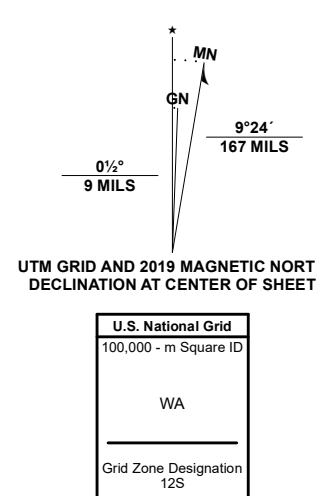 ★
MN
GN
9°24´
167 MILS
0½°
9 MILS
UTM GRID AND 2019 MAGNETIC NORT
DECLINATION AT CENTER OF SHEET
U.S. National Grid
100,000 - m Square ID
WA
Grid Zone Designation
12S